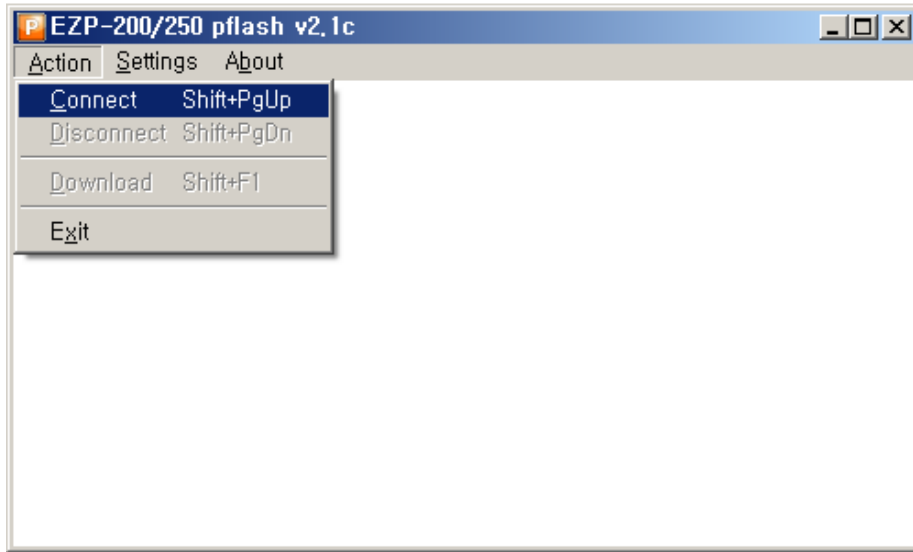 P EZP-200/250 pflash v2.1c
Action Settings About
Connect Shift+PgUp
Disconnect Shift+PgDn
Download Shift+F1
Exit